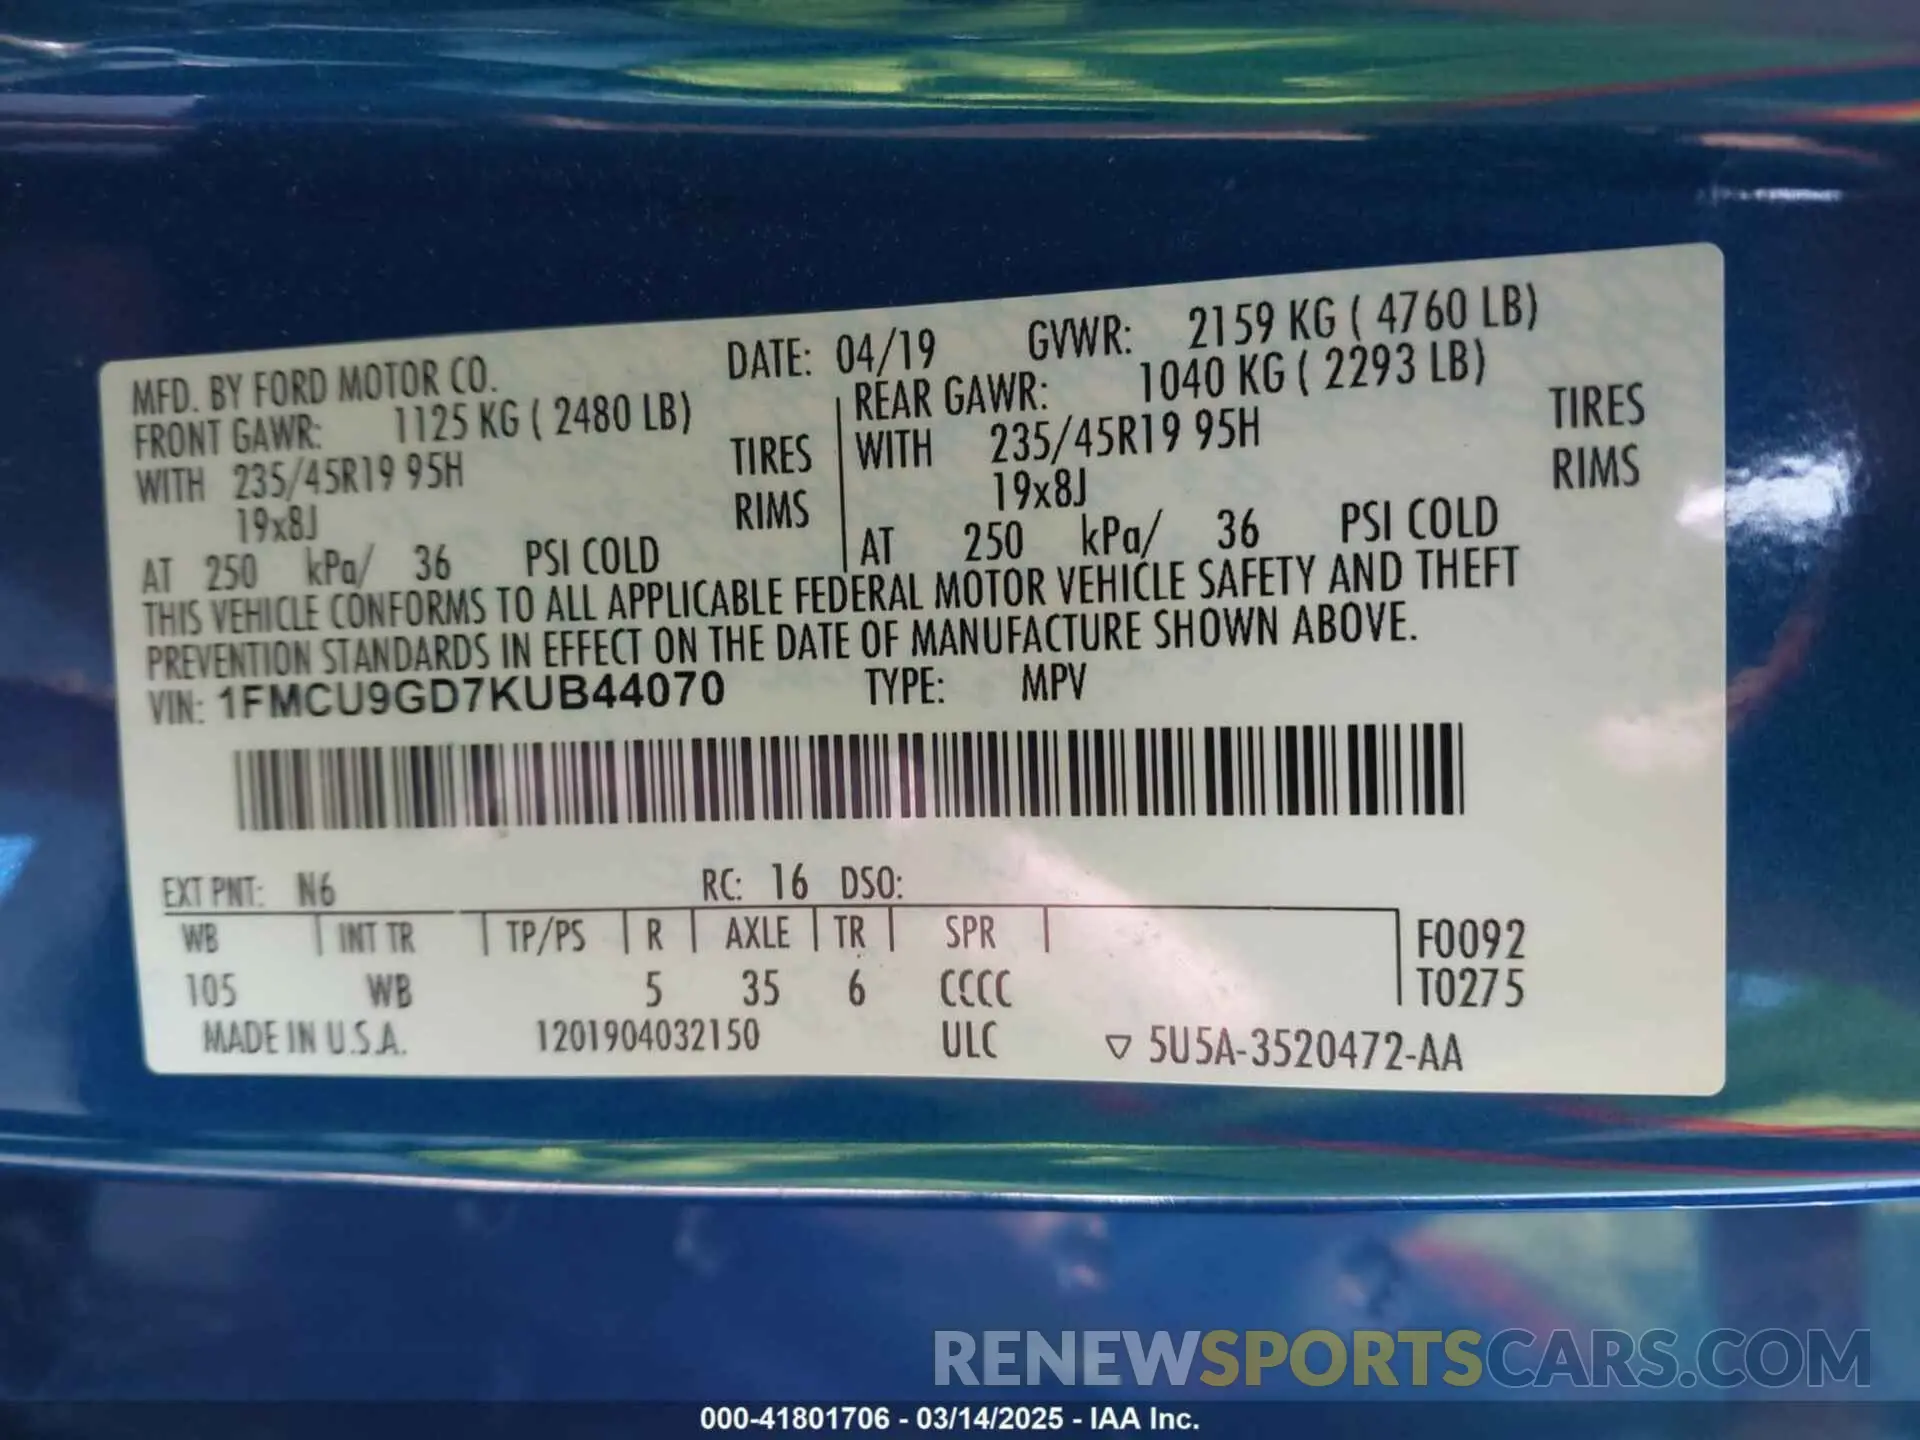 MFD. BY FORD MOTOR CO. DATE: 04/19 GVWR: 2159 KG ( 4760 LB)
FRONT GAWR: 1125 KG ( 2480 LB) REAR GAWR: 1040 KG ( 2293 LB)
WITH 235/45R19 95H TIRES WITH 235/45R19 95H TIRES
19x8J RIMS 19x8J RIMS
AT 250 kPa/ 36 PSI COLD AT 250 kPa/ 36 PSI COLD
THIS VEHICLE CONFORMS TO ALL APPLICABLE FEDERAL MOTOR VEHICLE SAFETY AND THEFT
PREVENTION STANDARDS IN EFFECT ON THE DATE OF MANUFACTURE SHOWN ABOVE.
VIN: 1FMCU9GD7KUB44070 TYPE: MPV
EXT PNT: N6 RC: 16 DSO:
WB INT TR TP/PS R AXLE TR SPR F0092
105 WB 5 35 6 CCCC T0275
MADE IN U.S.A. 1201904032150 ULC ▽ 5U5A-3520472-AA
RENEWSPORTSCARS.COM
000-41801706 - 03/14/2025 - IAA Inc.